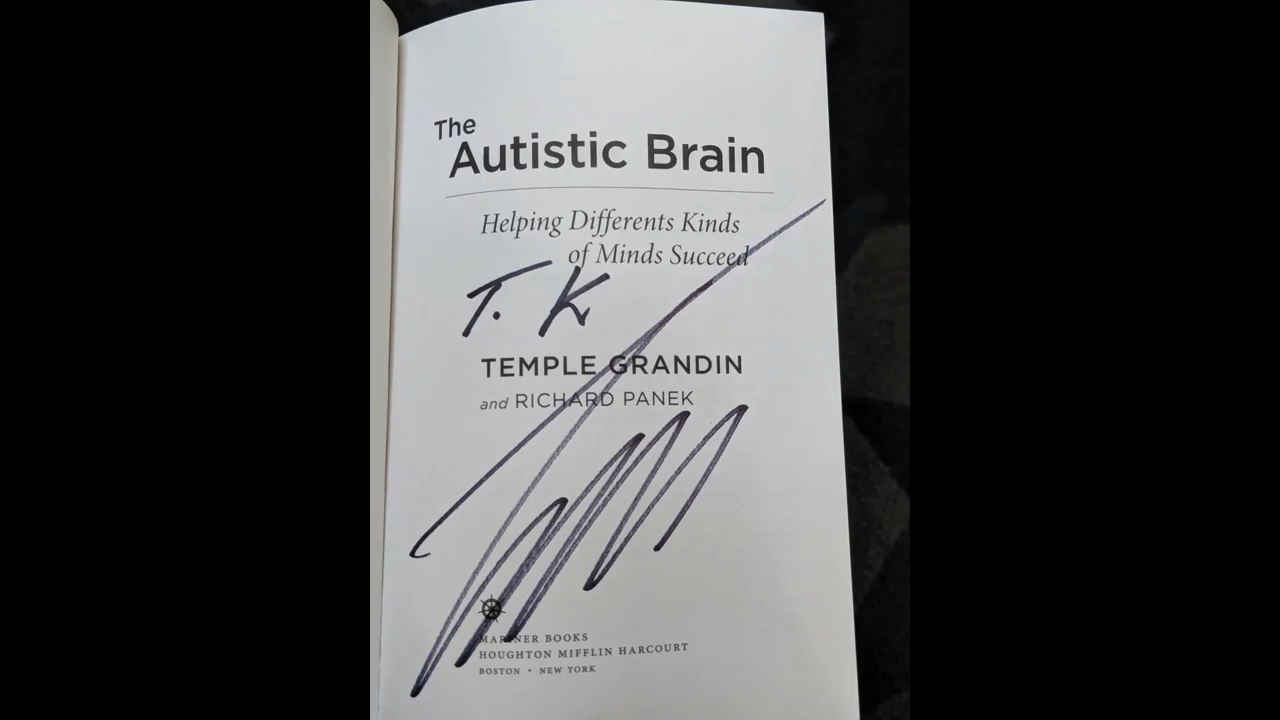 The
Autistic Brain
Helping Differents Kinds
of Minds Succeed
T. K
TEMPLE GRANDIN
and RICHARD PANEK
MARINER BOOKS
HOUGHTON MIFFLIN HARCOURT
BOSTON • NEW YORK